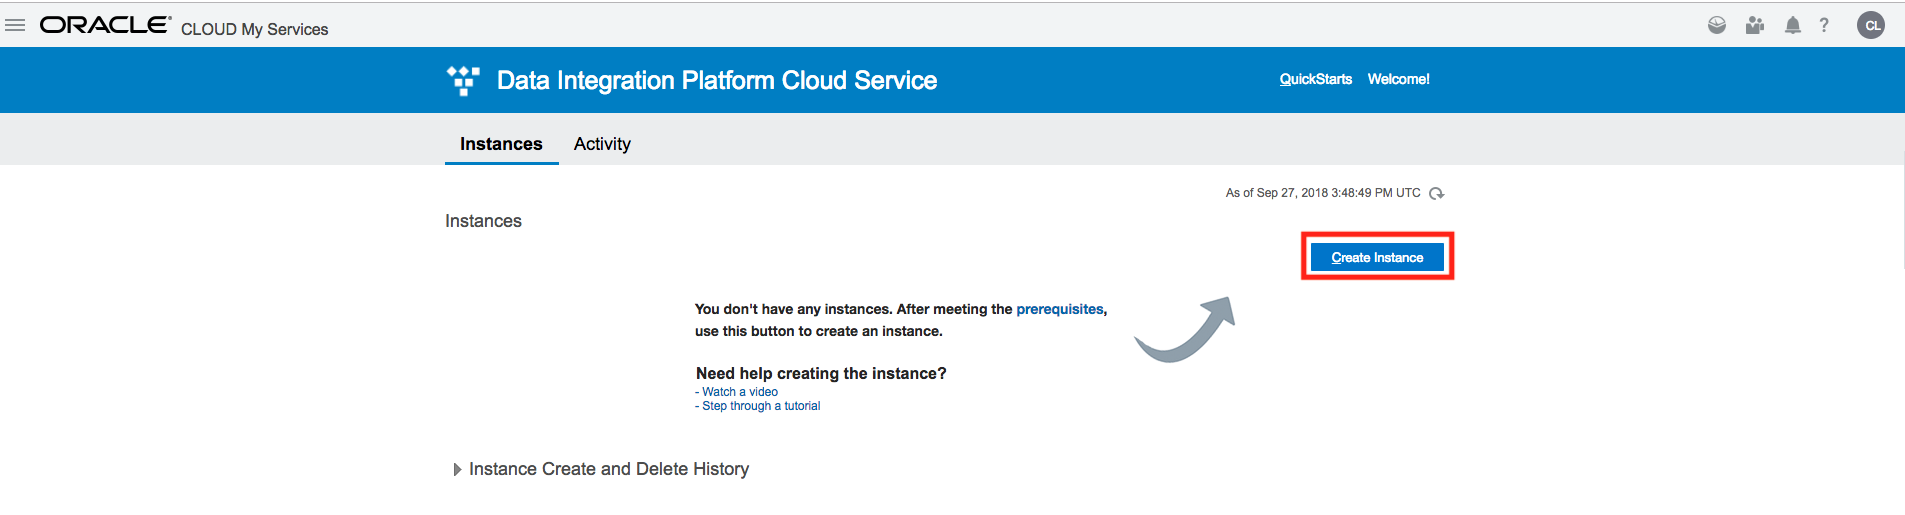 ORACLE® CLOUD My Services
? CL
Data Integration Platform Cloud Service
QuickStarts Welcome!
Instances Activity
As of Sep 27, 2018 3:48:49 PM UTC
Instances
Create Instance
You don't have any instances. After meeting the prerequisites,
use this button to create an instance.
Need help creating the instance?
- Watch a video
- Step through a tutorial
Instance Create and Delete History